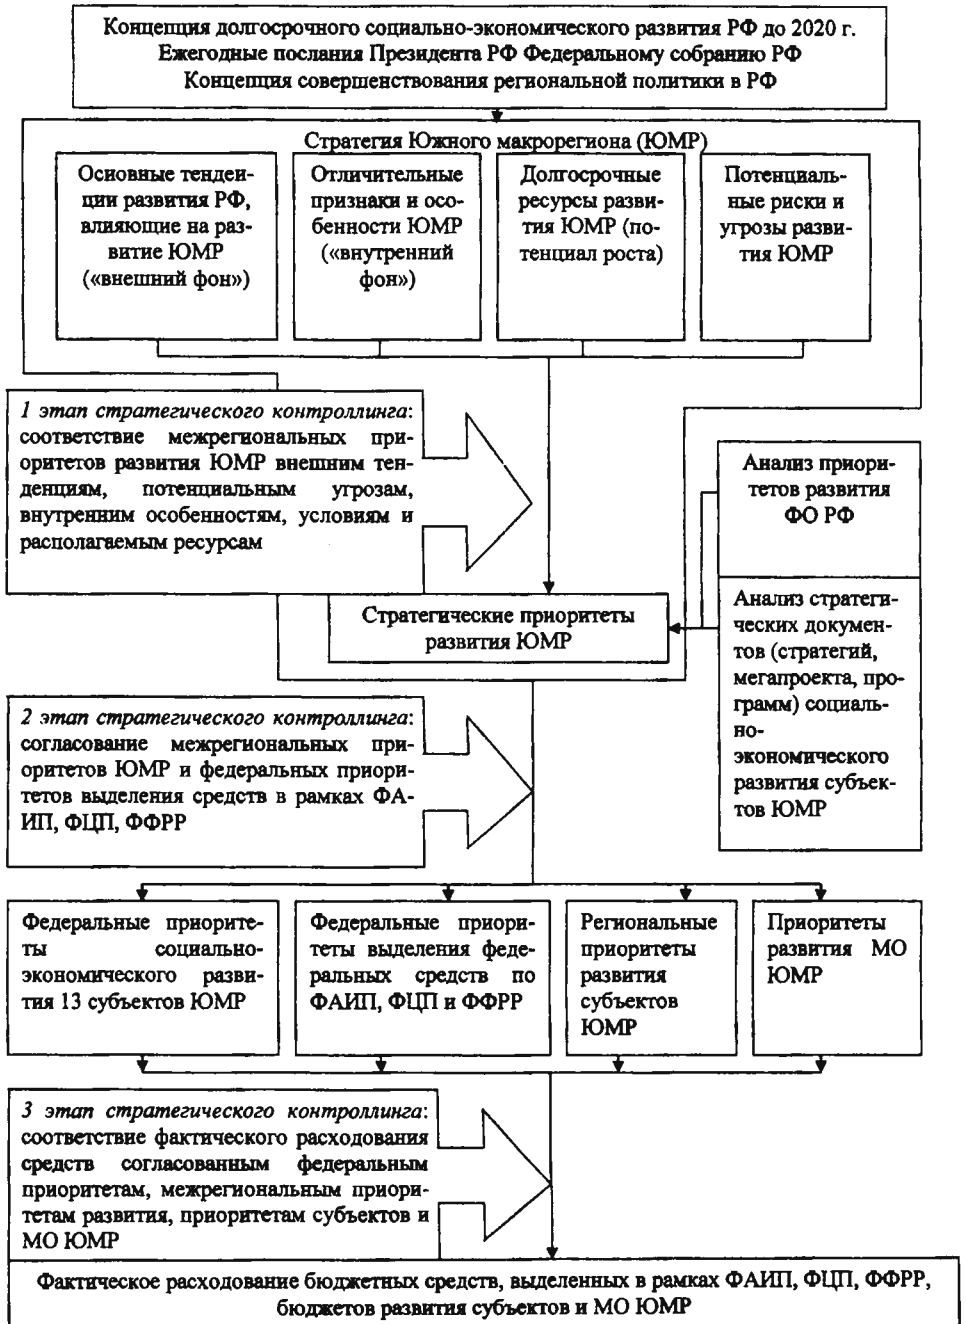 Концепция долгосрочного социально-экономического развития РФ до 2020 г.
Ежегодные послания Президента РФ Федеральному собранию РФ
Концепция совершенствования региональной политики в РФ
Стратегия Южного макрорегиона (ЮМР)
Основные тенден-
ции развития РФ,
влияющие на раз-
витие ЮМР
(«внешний фон»)
Отличительные
признаки и осо-
бенности ЮМР
(«внутренний
фон»)
Долгосрочные
ресурсы разви-
тия ЮМР (по-
тенциал роста)
Потенциаль-
ные риски и
угрозы разви-
тия ЮМР
1 этап стратегического контроллинга:
соответствие межрегиональных при-
оритетов развития ЮМР внешним тен-
денциям, потенциальным угрозам,
внутренним особенностям, условиям и
располагаемым ресурсам
Анализ приори-
тетов развития
ФО РФ
Стратегические приоритеты
развития ЮМР
Анализ стратеги-
ческих докумен-
тов (стратегий,
мегапроекта, про-
грамм) социаль-
но-
экономического
развития субъек-
тов ЮМР
2 этап стратегического контроллинга:
согласование межрегиональных при-
оритетов ЮМР и федеральных приори-
тетов выделения средств в рамках ФА-
ИП, ФЦП, ФФРР
Федеральные приорите-
ты социально-
экономического разви-
тия 13 субъектов ЮМР
Федеральные приори-
теты выделения феде-
ральных средств по
ФАИП, ФЦП и ФФРР
Региональные
приоритеты
развития
субъектов
ЮМР
Приоритеты
развития МО
ЮМР
3 этап стратегического контроллинга:
соответствие фактического расходования
средств согласованным федеральным
приоритетам, межрегиональным приори-
тетам развития, приоритетам субъектов и
МО ЮМР
Фактическое расходование бюджетных средств, выделенных в рамках ФАИП, ФЦП, ФФРР,
бюджетов развития субъектов и МО ЮМР